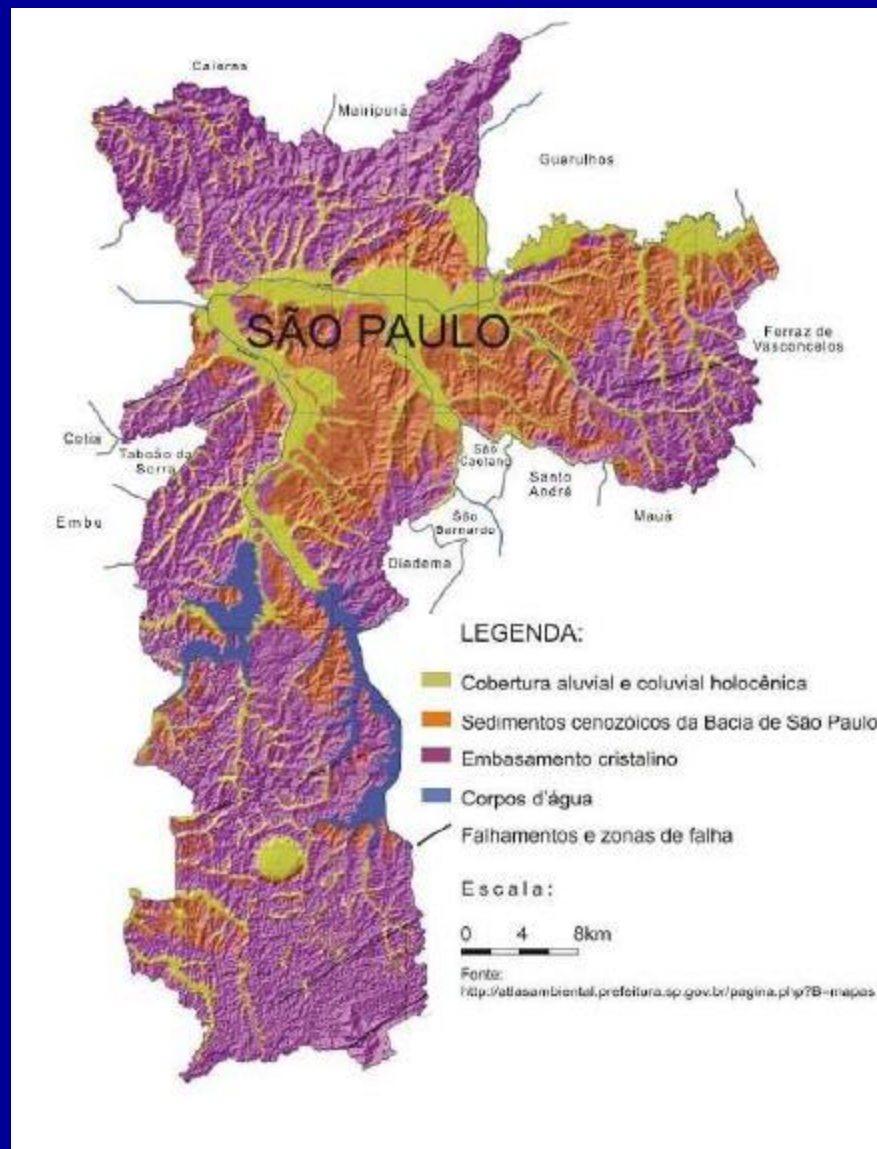 Caieras
Mairiporã
Guarulhos
SÃO PAULO
Ferraz de
Vasconcelos
Cotia
Taboão da
Serra
São
Caetano
Santo
André
Embu
São
Bernardo
Mauá
Diadema
LEGENDA:
Cobertura aluvial e coluvial holocênica
Sedimentos cenozóicos da Bacia de São Paulo
Embasamento cristalino
Corpos d'água
Falhamentos e zonas de falha
Escala:
0 4 8km
Fonte:
http://atlasambiental.prefeitura.sp.gov.br/pagina.php?B=mapas